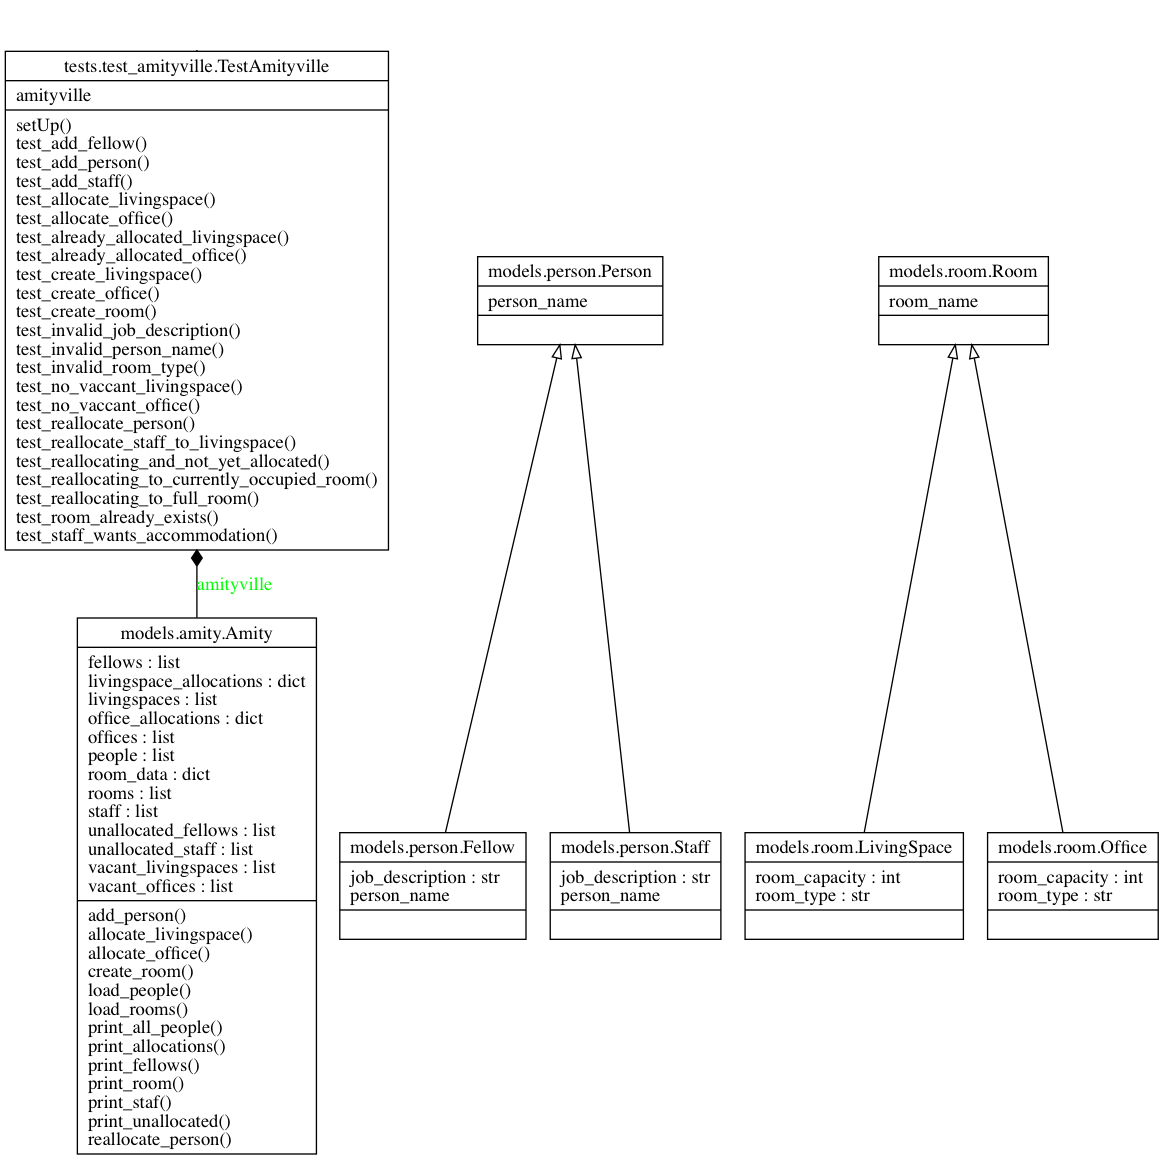 tests.test_amityville.TestAmityville
amityville
setUp()
test_add_fellow()
test_add_person()
test_add_staff()
test_allocate_livingspace()
test_allocate_office()
test_already_allocated_livingspace()
test_already_allocated_office()
test_create_livingspace()
test_create_office()
test_create_room()
test_invalid_job_description()
test_invalid_person_name()
test_invalid_room_type()
test_no_vaccant_livingspace()
test_no_vaccant_office()
test_reallocate_person()
test_reallocate_staff_to_livingspace()
test_reallocating_and_not_yet_allocated()
test_reallocating_to_currently_occupied_room()
test_reallocating_to_full_room()
test_room_already_exists()
test_staff_wants_accommodation()
amityville
models.amity.Amity
fellows : list
livingspace_allocations : dict
livingspaces : list
office_allocations : dict
offices : list
people : list
room_data : dict
rooms : list
staff : list
unallocated_fellows : list
unallocated_staff : list
vacant_livingspaces : list
vacant_offices : list
add_person()
allocate_livingspace()
allocate_office()
create_room()
load_people()
load_rooms()
print_all_people()
print_allocations()
print_fellows()
print_room()
print_staf()
print_unallocated()
reallocate_person()
models.person.Person
person_name
models.person.Fellow
job_description : str
person_name
models.person.Staff
job_description : str
person_name
models.room.Room
room_name
models.room.LivingSpace
room_capacity : int
room_type : str
models.room.Office
room_capacity : int
room_type : str